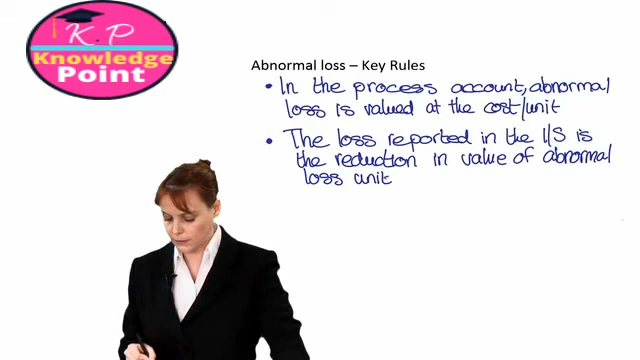 K.P
Knowledge
Point
Abnormal loss – Key Rules
• In the process account, abnormal
loss is valued at the cost/unit
• The loss reported in the I/S is
the reduction in value of abnormal
loss unit